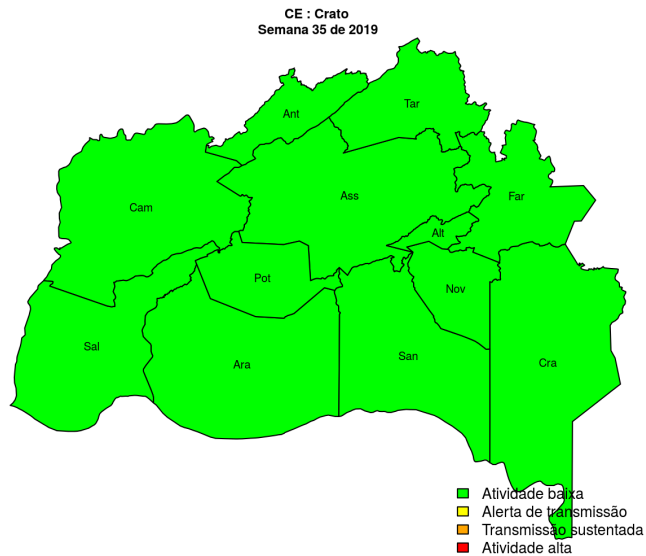 CE : Crato
Semana 35 de 2019
Ant
Tar
Cam
Ass
Far
Alt
Pot
Nov
Sal
Ara
San
Cra
Atividade baixa
Alerta de transmissão
Transmissão sustentada
Atividade alta